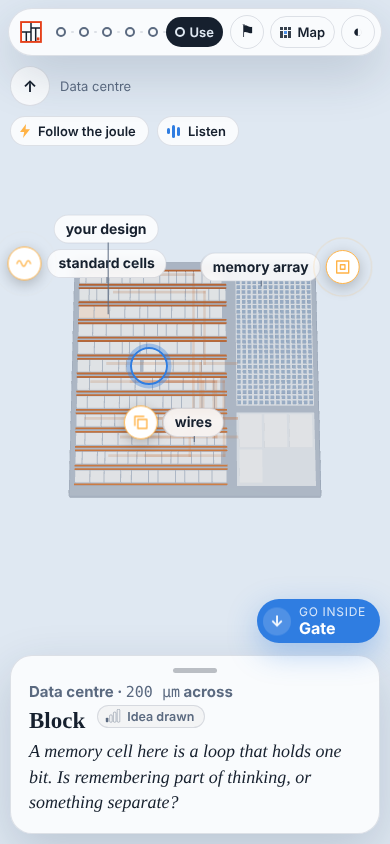 Use
Map
Data centre
Follow the joule
Listen
your design
standard cells
memory array
wires
GO INSIDE
Gate
Data centre · 200 µm across
Block
Idea drawn
A memory cell here is a loop that holds one
bit. Is remembering part of thinking, or
something separate?